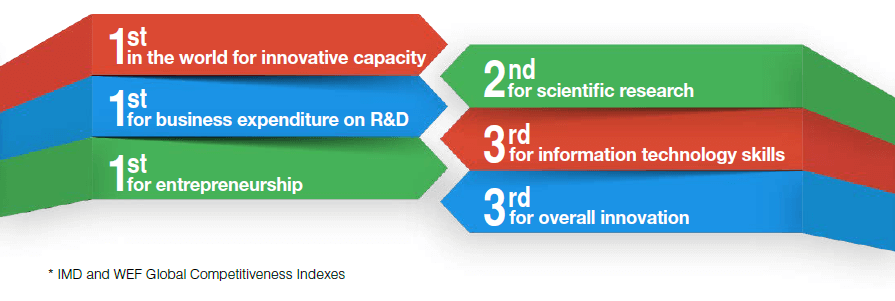 1st
in the world for innovative capacity
1st
for business expenditure on R&D
1st
for entrepreneurship
2nd
for scientific research
3rd
for information technology skills
3rd
for overall innovation
* IMD and WEF Global Competitiveness Indexes